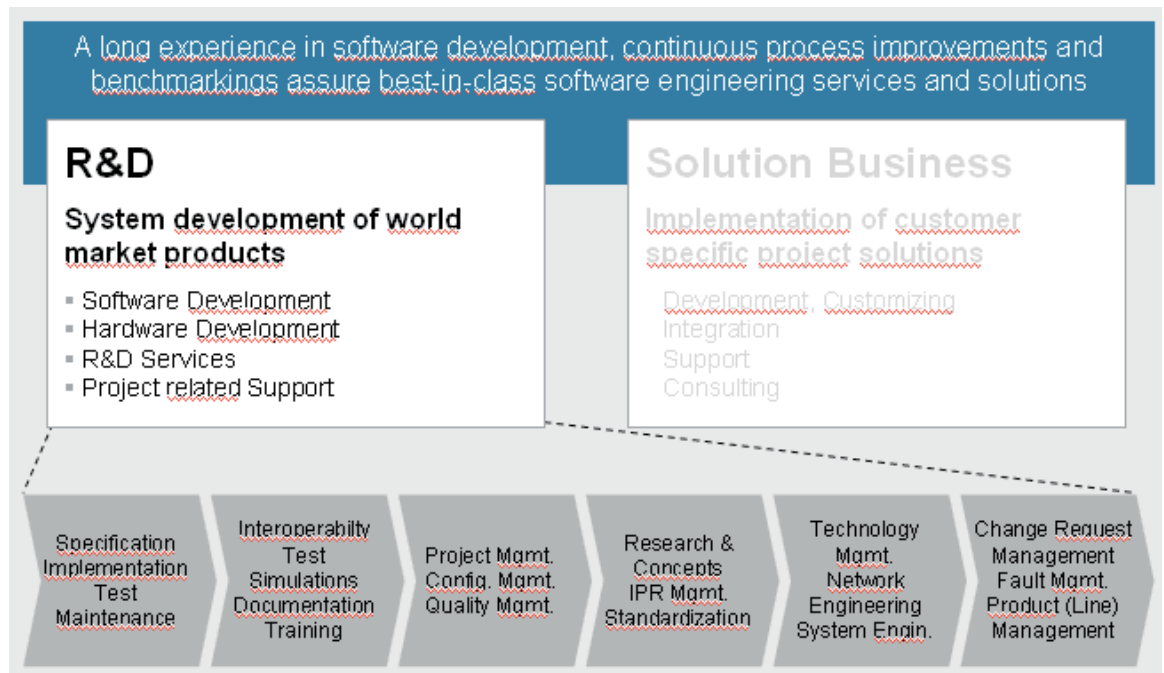 A long experience in software development, continuous process improvements and
benchmarkings assure best-in-class software engineering services and solutions
R&D
System development of world
market products
▪ Software Development
▪ Hardware Development
▪ R&D Services
▪ Project related Support
Solution Business
Implementation of customer
specific project solutions
Development, Customizing
Integration
Support
Consulting
Specification
Implementation
Test
Maintenance
Interoperabilty
Test
Simulations
Documentation
Training
Project Mgmt.
Config. Mgmt.
Quality Mgmt.
Research &
Concepts
IPR Mgmt.
Standardization
Technology
Mgmt.
Network
Engineering
System Engin.
Change Request
Management
Fault Mgmt.
Product (Line)
Management